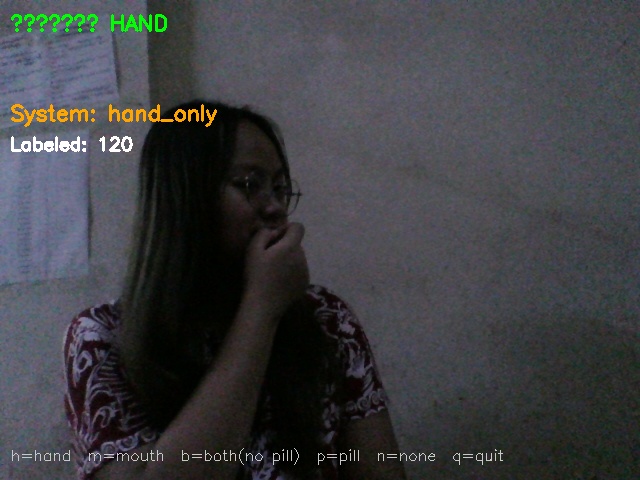 ??????? HAND
System: hand_only
Labeled: 120
h=hand m=mouth b=both(no pill) p=pill n=none q=quit